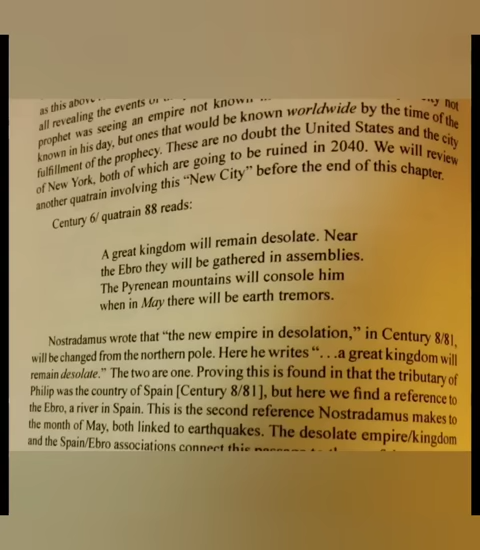 as this above
all revealing the events of not
prophet was seeing an empire not known
known in his day, but ones that would be known worldwide by the time of the
fulfillment of the prophecy. These are no doubt the United States and the city
of New York, both of which are going to be ruined in 2040. We will review
another quatrain involving this “New City” before the end of this chapter.
Century 6/ quatrain 88 reads:
A great kingdom will remain desolate. Near
the Ebro they will be gathered in assemblies.
The Pyrenean mountains will console him
when in May there will be earth tremors.
Nostradamus wrote that “the new empire in desolation,” in Century 8/81,
will be changed from the northern pole. Here he writes “. . .a great kingdom will
remain desolate.” The two are one. Proving this is found in that the tributary of
Philip was the country of Spain [Century 8/81], but here we find a reference to
the Ebro, a river in Spain. This is the second reference Nostradamus makes to
the month of May, both linked to earthquakes. The desolate empire/kingdom
and the Spain/Ebro associations connect this